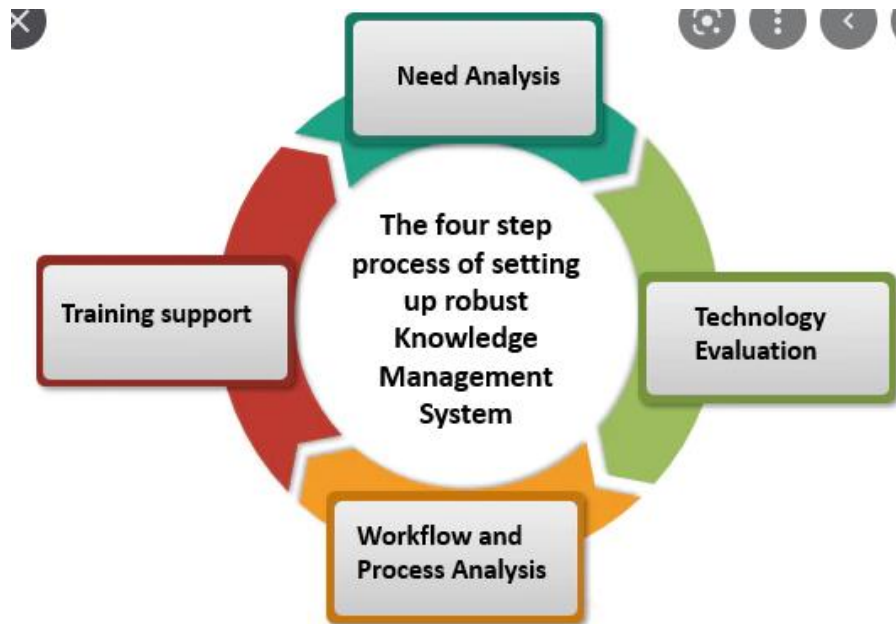 Need Analysis
The four step
process of setting
up robust
Knowledge
Management
System
Training support
Technology
Evaluation
Workflow and
Process Analysis